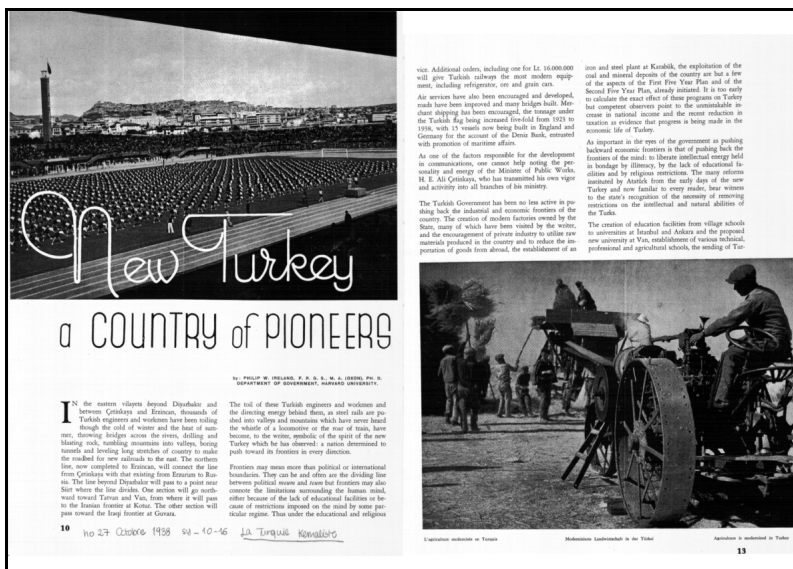 New Turkey
a COUNTRY of PIONEERS
by: PHILIP W. IRELAND, F. R. G. S., M. A. (OXON), PH. D.
DEPARTMENT OF GOVERNMENT, HARVARD UNIVERSITY.
IN the eastern vilayets beyond Diyarbakır and
between Çetinkaya and Erzincan, thousands of
Turkish engineers and workmen have been toiling
though the cold of winter and the heat of sum-
mer, throwing bridges across the rivers, drilling and
blasting rock, tumbling mountains into valleys, boring
tunnels and leveling long stretches of country to make
the roadbed for new railroads to the east. The northern
line, now completed to Erzincan, will connect the line
from Çetinkaya with that existing from Erzurum to Rus-
sia. The line beyond Diyarbakır will pass to a point near
Siirt where the line divides. One section will go north-
ward toward Tatvan and Van, from where it will pass
to the Iranian frontier at Kotur. The other section will
pass toward the Iraqi frontier at Guvara.
The toil of these Turkish engineers and workmen and
the directing energy behind them, as steel rails are pu-
shed into valleys and mountains which have never heard
the whistle of a locomotive or the roar of train, have
become, to the writer, symbolic of the spirit of the new
Turkey which he has observed: a nation determined to
push toward its frontier in every direction.
Frontiers may mean more than political or international
boundaries. They can be and often are the dividing line
between political meum and teum but frontiers may also
connote the limitations surrounding the human mind,
either because of the lack of educational facilities or be-
cause of restrictions imposed on the mind by some par-
ticular regime. Thus under the educational and religious
10
no 27 Octobre 1938 sy-10-16 La Turquie Kemaliste
vice. Additional orders, including one for Lt. 16.000.000
will give Turkish railways the most modern equip-
ment, including refrigerator, ore and grain cars.
Air services have also been encouraged and developed,
roads have been improved and many bridges built. Mer-
chant shipping has been encouraged, the tonnage under
the Turkish flag being increased five-fold from 1923 to
1938, with 15 vessels now being built in England and
Germany for the account of the Deniz Bank, entrusted
with promotion of maritime affairs.
As one of the factors responsible for the development
in communications, one cannot help noting the per-
sonality and energy of the Minister of Public Works,
H. E. Ali Çetinkaya, who has transmitted his own vigor
and activitity into all branches of his ministry.
The Turkish Government has been no less active in pu-
shing back the industrial and economic frontiers of the
country. The creation of modern factories owned by the
State, many of which have been visited by the writer,
and the encouragement of private industry to utilize raw
materials produced in the country and to reduce the im-
portation of goods from abroad, the establishment of an
iron and steel plant at Karabük, the exploitation of the
coal and mineral deposits of the country are but a few
of the aspects of the First Five Year Plan and of the
Second Five Year Plan, already initiated. It is too early
to calculate the exact effect of these programs on Turkey
but competent observers point to the unmistakable in-
crease in national income and the recent reduction in
taxation as evidence that progress is being made in the
economic life of Turkey.
As important in the eyes of the government as pushing
backward economic frontiers is that of pushing back the
frontiers of the mind: to liberate intellectual energy held
in bondage by illiteracy, by the lack of educational fa-
cilities and by religious restrictions. The many reforms
instituted by Atatürk from the early days of the new
Turkey and now familar to every reader, bear witness
to the state's recognition of the necessity of removing
restrictions on the intellectual and natural abilities of
the Turks.
The creation of education facilities from village schools
to universities at Istanbul and Ankara and the proposed
new university at Van, establishment of various technical,
professional and agricultural schools, the sending of Tur-
L'agriculture modernisée en Turquie
Modernisierte Landwirtschaft in der Türkei
Agriculture is modernized in Turkey
13